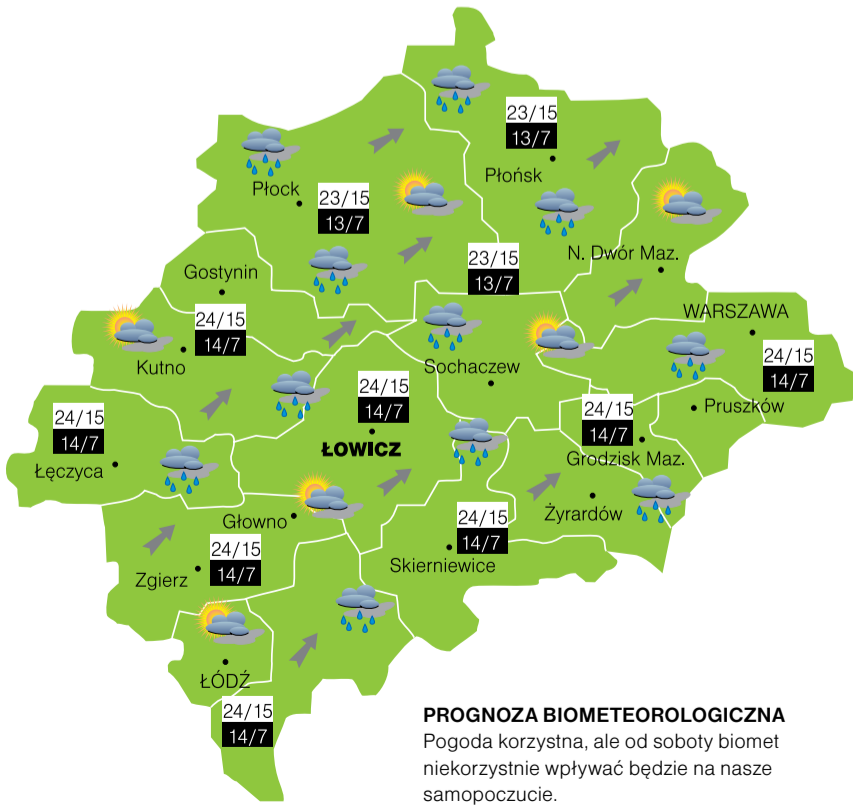 23/15
13/7
Płońsk
Płock
23/15
13/7
N. Dwór Maz.
23/15
13/7
Gostynin
WARSZAWA
24/15
14/7
Kutno
24/15
14/7
Sochaczew
24/15
14/7
ŁOWICZ
24/15
14/7
Pruszków
24/15
14/7
Łęczyca
Grodzisk Maz.
Głowno
Żyrardów
24/15
14/7
Skierniewice
24/15
14/7
Zgierz
ŁÓDŹ
24/15
14/7
PROGNOZA BIOMETEOROLOGICZNA
Pogoda korzystna, ale od soboty biomet
niekorzystnie wpływać będzie na nasze
samopoczucie.